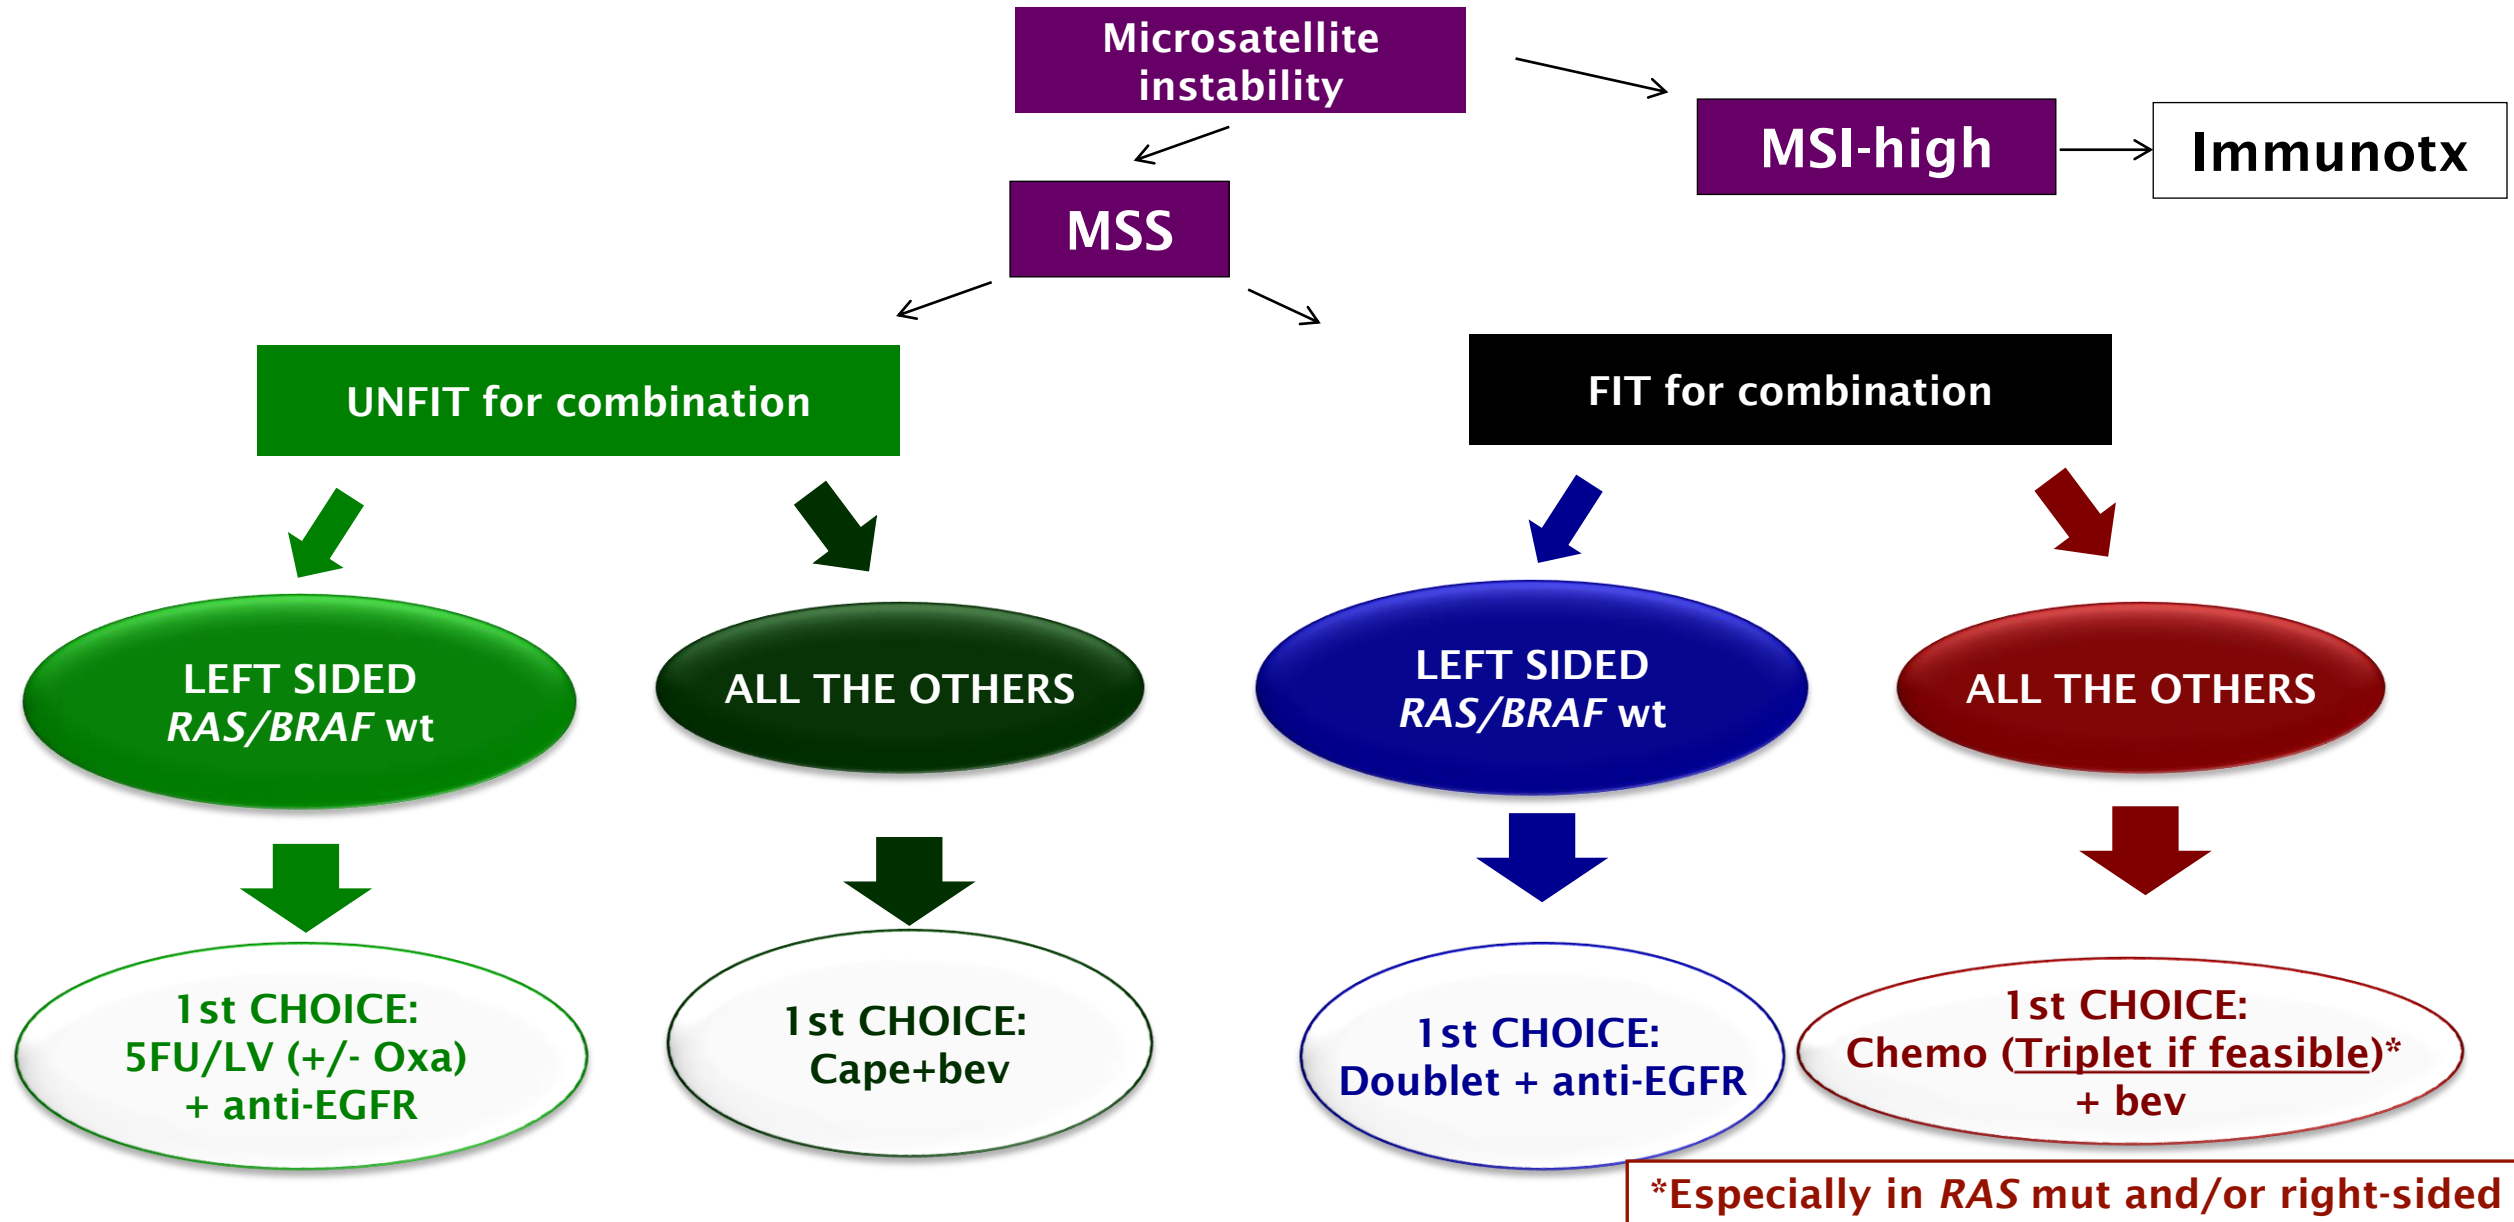 Microsatellite
instability
MSI-high
Immunotx
MSS
UNFIT for combination
FIT for combination
LEFT SIDED
RAS/BRAF wt
ALL THE OTHERS
LEFT SIDED
RAS/BRAF wt
ALL THE OTHERS
1st CHOICE:
5FU/LV (+/- Oxa)
+ anti-EGFR
1st CHOICE:
Cape+bev
1st CHOICE:
Doublet + anti-EGFR
1st CHOICE:
Chemo (Triplet if feasible)*
+ bev
*Especially in RAS mut and/or right-sided